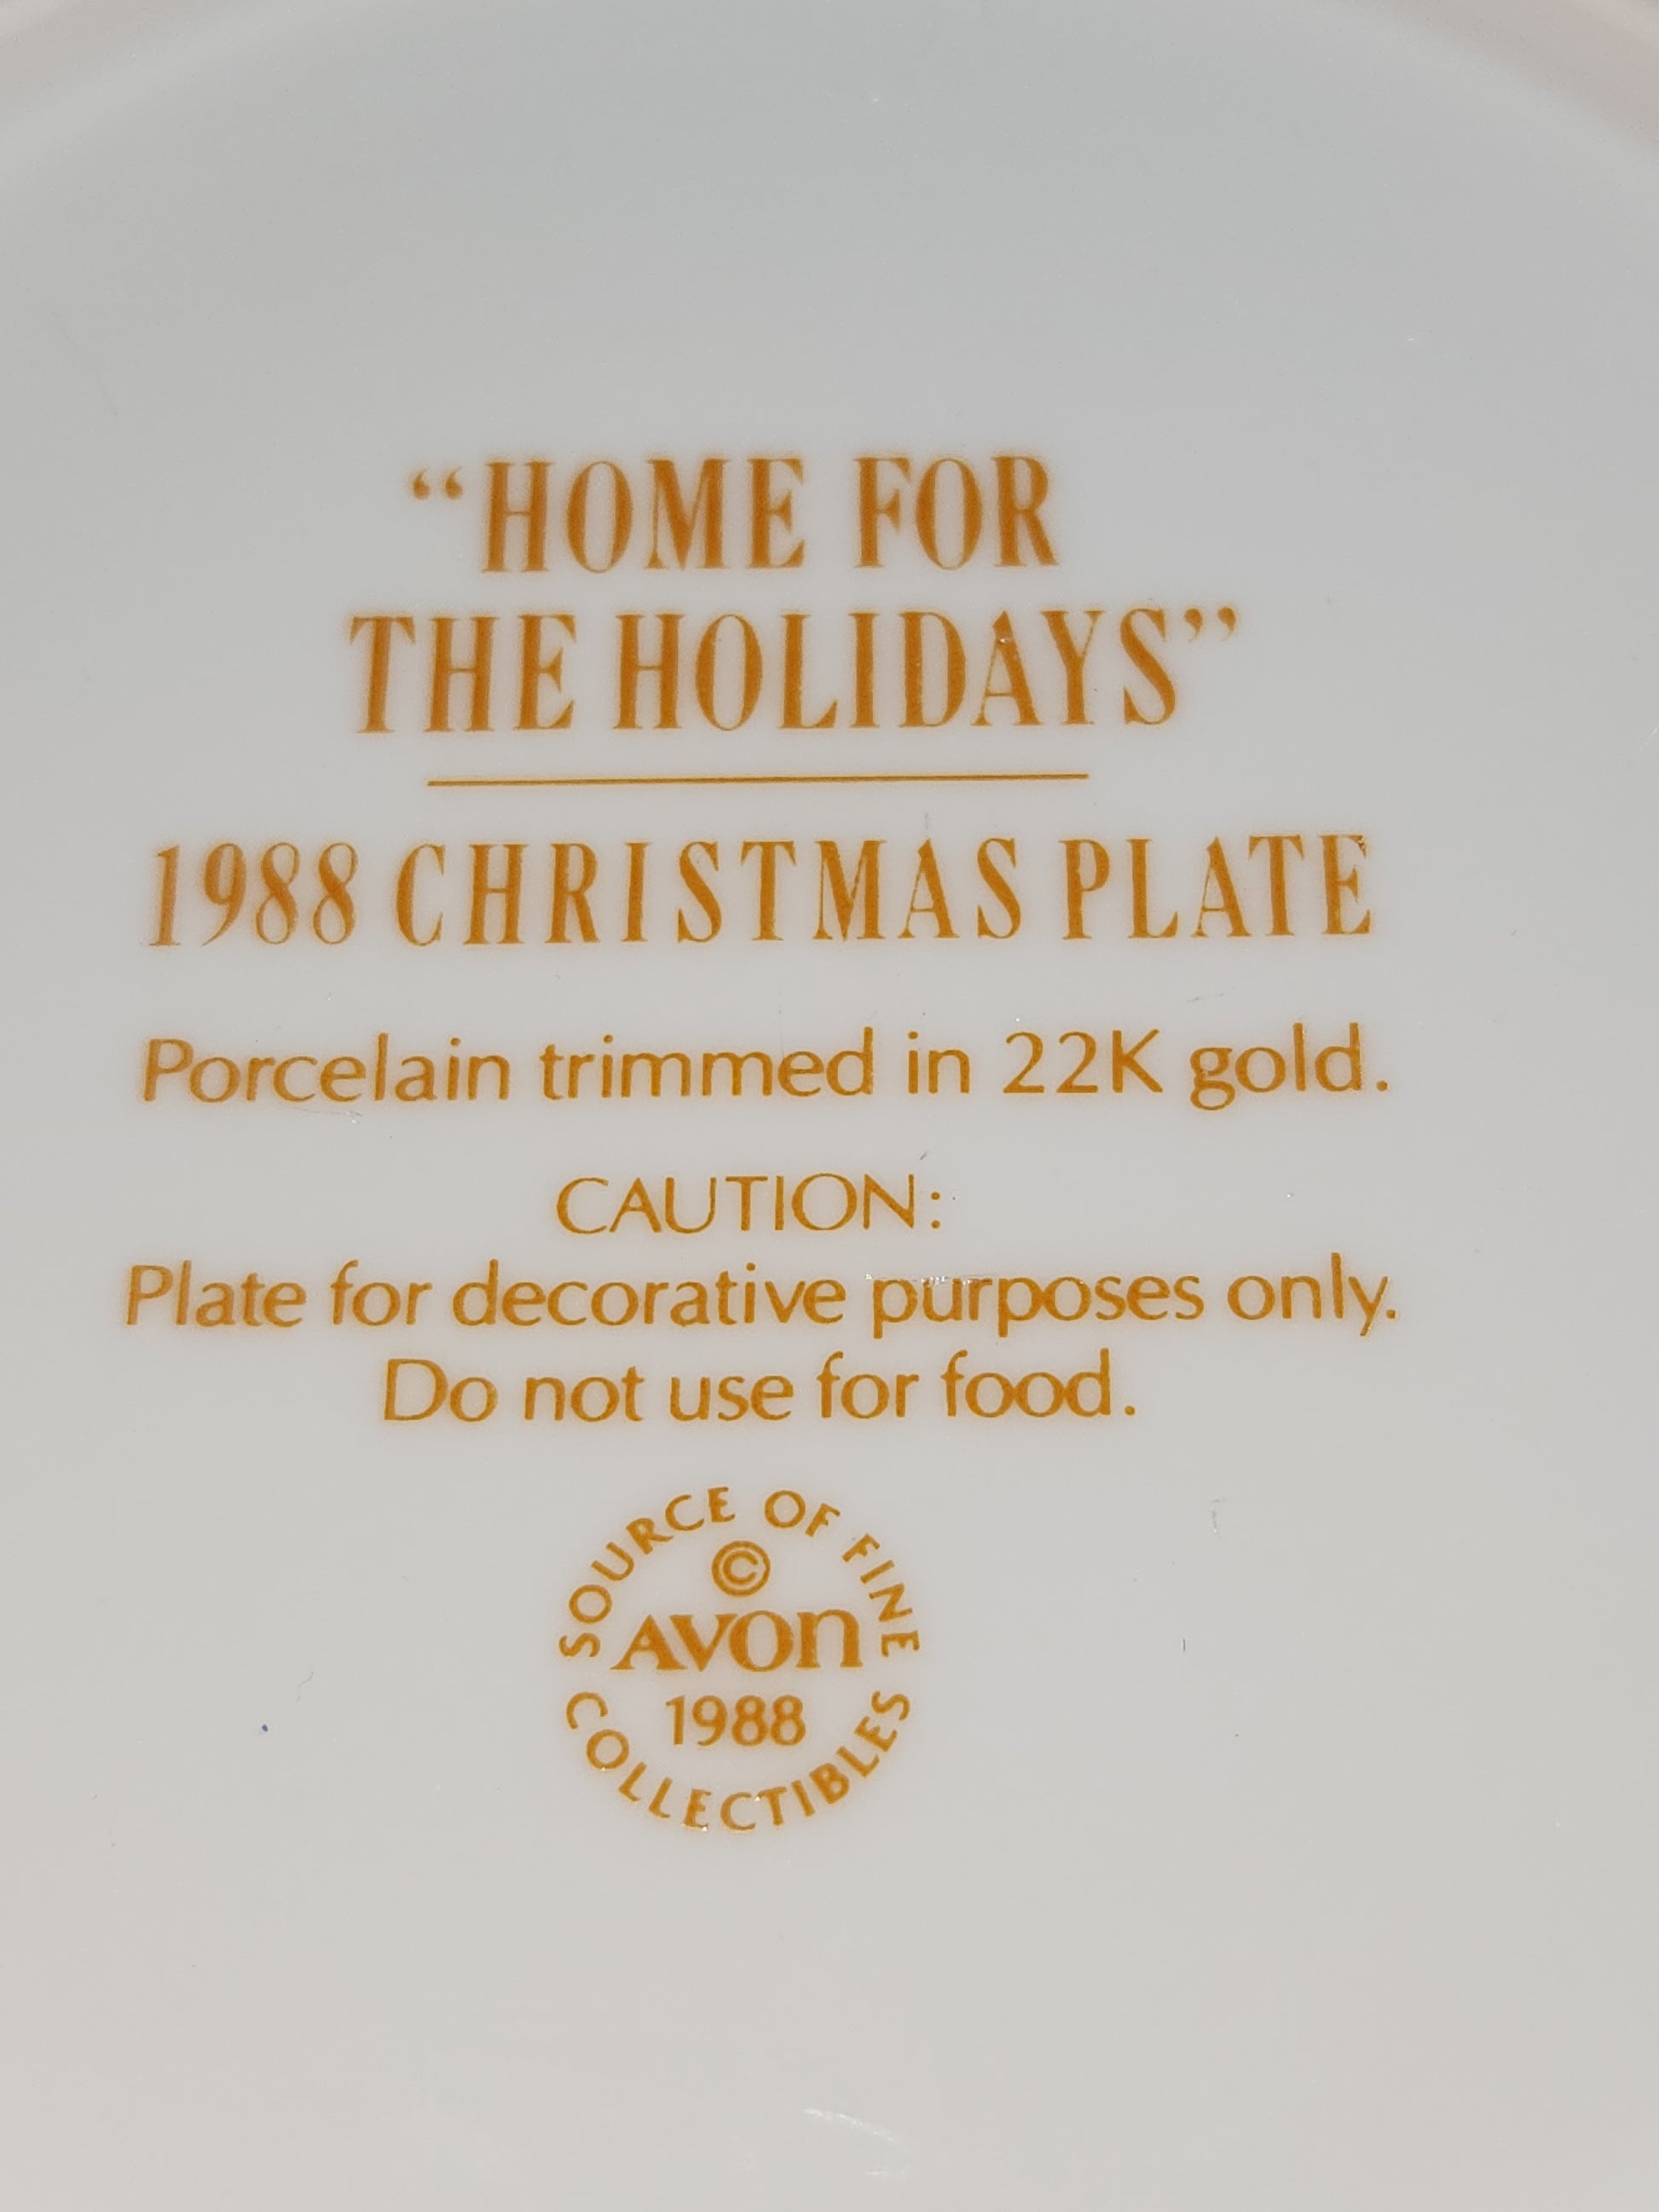 “HOME FOR
THE HOLIDAYS”
1988 CHRISTMAS PLATE
Porcelain trimmed in 22K gold.
CAUTION:
Plate for decorative purposes only.
Do not use for food.
SOURCE OF FINE
©
AVON
1988
COLLECTIBLES